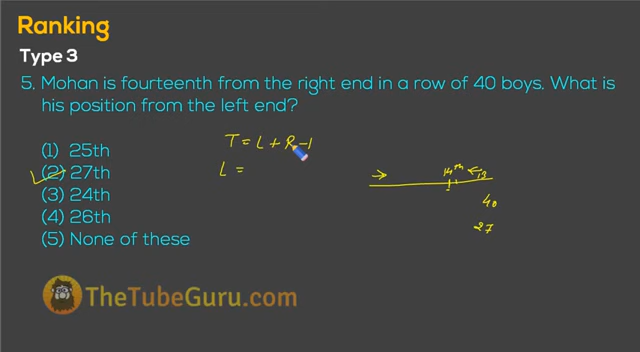 Ranking
Type 3
5. Mohan is fourteenth from the right end in a row of 40 boys. What is
his position from the left end?
(1) 25th
(2) 27th
(3) 24th
(4) 26th
(5) None of these
T = L + R - 1
L =
14th
13
40
27
TheTubeGuru.com